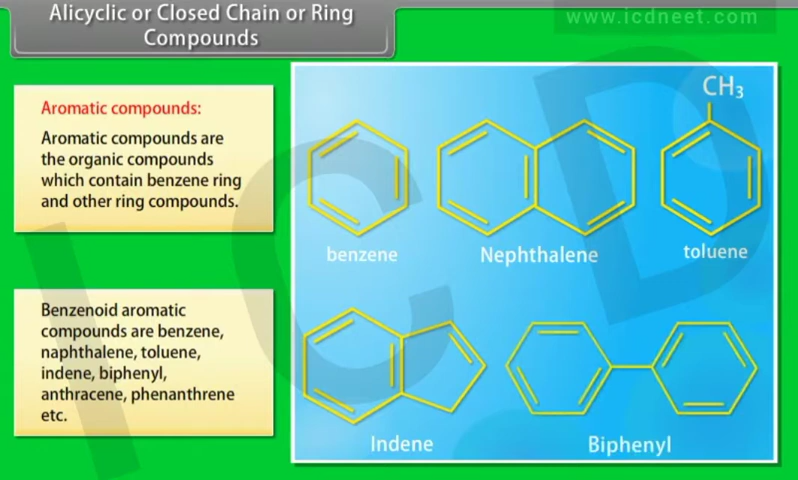 Alicyclic or Closed Chain or Ring
Compounds
www.icdneet.com
Aromatic compounds:
Aromatic compounds are
the organic compounds
which contain benzene ring
and other ring compounds.
CH₃
benzene
Nephthalene
toluene
Benzenoid aromatic
compounds are benzene,
naphthalene, toluene,
indene, biphenyl,
anthracene, phenanthrene
etc.
Indene
Biphenyl
I C D